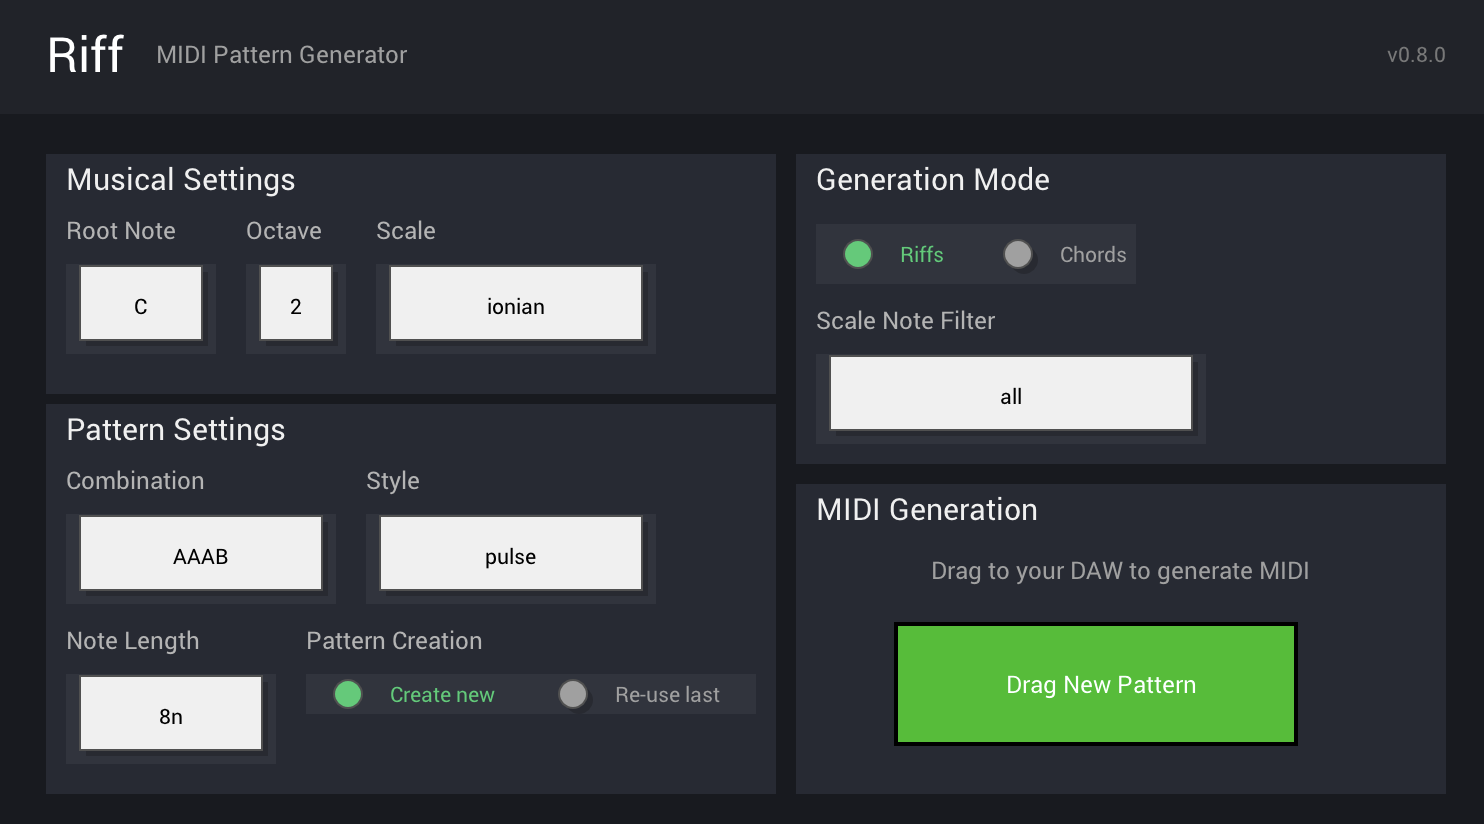 Riff MIDI Pattern Generator v0.8.0
Musical Settings
Root Note Octave Scale
C 2 ionian
Pattern Settings
Combination Style
AAAB pulse
Note Length Pattern Creation
8n Create new Re-use last
Generation Mode
Riffs Chords
Scale Note Filter
all
MIDI Generation
Drag to your DAW to generate MIDI
Drag New Pattern